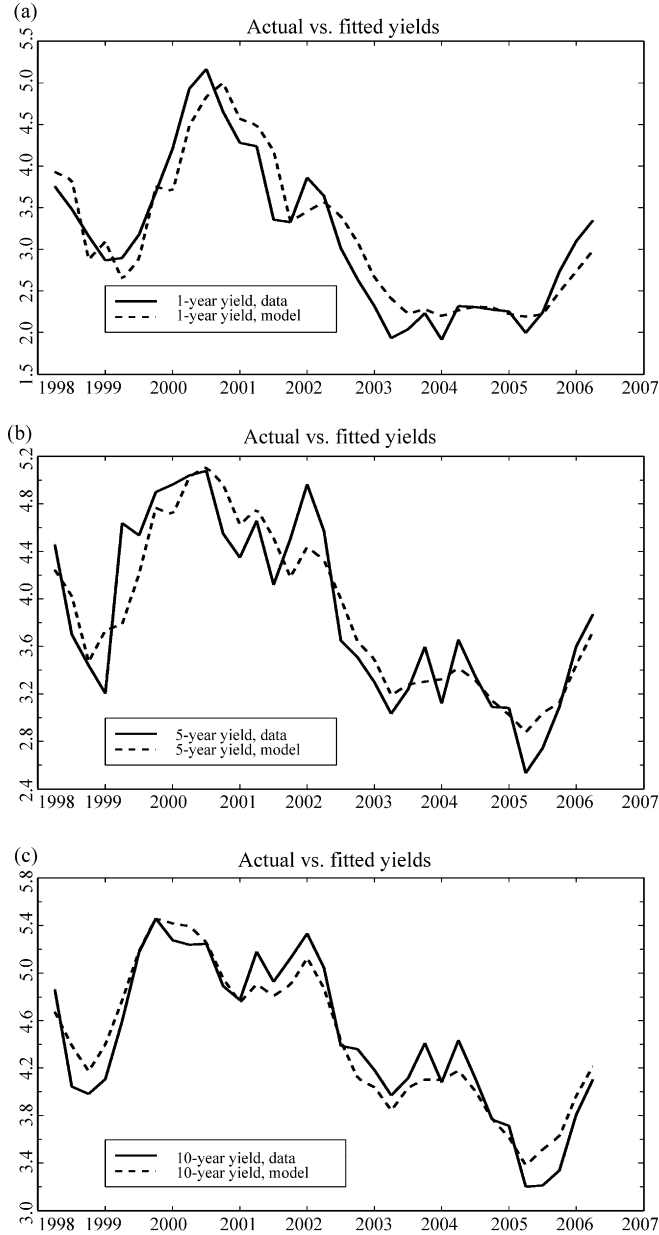 (a)
Actual vs. fitted yields
5.5
5.0
4.5
4.0
3.5
3.0
2.5
2.0
1.5
1-year yield, data
1-year yield, model
1998 1999 2000 2001 2002 2003 2004 2005 2006 2007
(b)
Actual vs. fitted yields
5.2
4.8
4.4
4.0
3.6
3.2
2.8
2.4
5-year yield, data
5-year yield, model
1998 1999 2000 2001 2002 2003 2004 2005 2006 2007
(c)
Actual vs. fitted yields
5.8
5.4
5.0
4.6
4.2
3.8
3.4
3.0
10-year yield, data
10-year yield, model
1998 1999 2000 2001 2002 2003 2004 2005 2006 2007